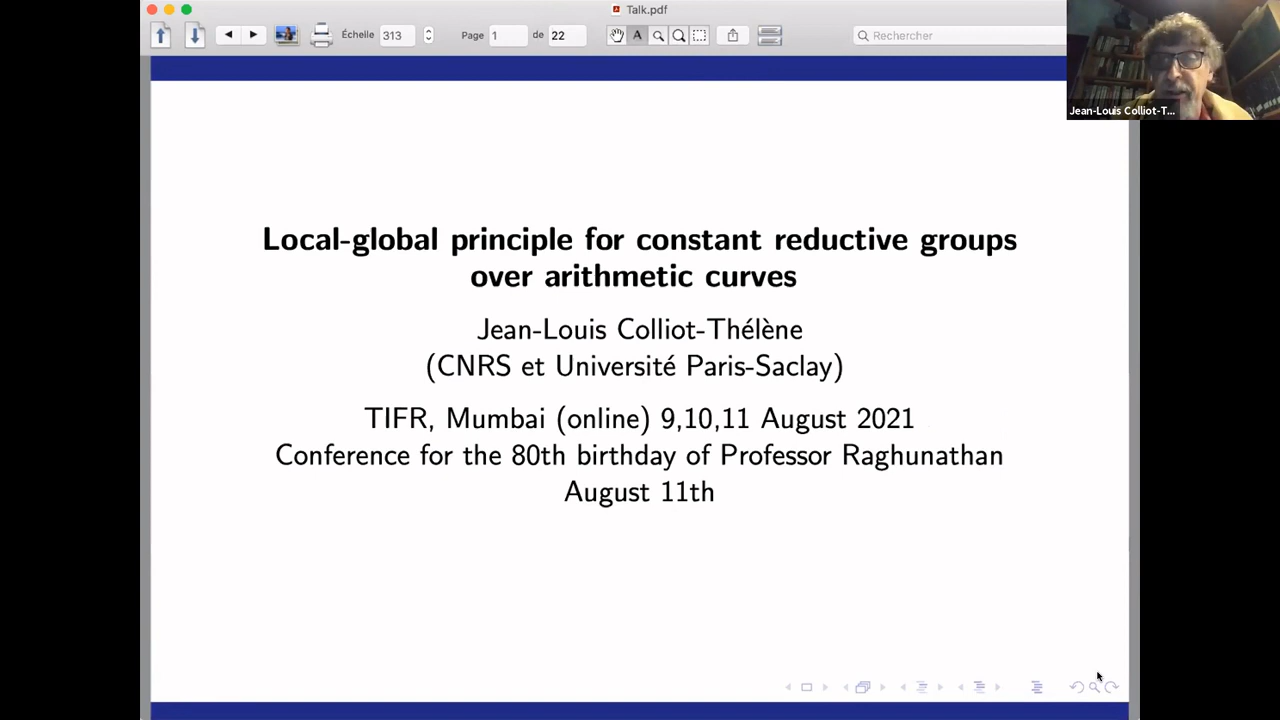 Talk.pdf
Échelle 313 Page 1 de 22 A Rechercher
Jean-Louis Colliot-T...
Local-global principle for constant reductive groups
over arithmetic curves
Jean-Louis Colliot-Thélène
(CNRS et Université Paris-Saclay)
TIFR, Mumbai (online) 9,10,11 August 2021
Conference for the 80th birthday of Professor Raghunathan
August 11th